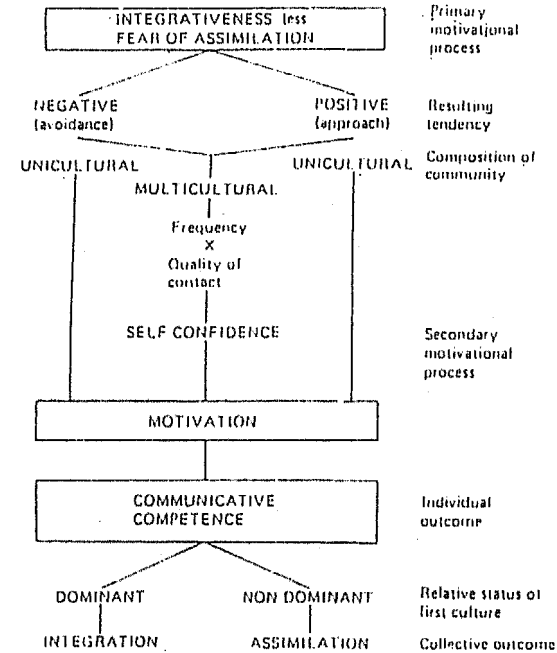 INTEGRATIVENESS less
FEAR OF ASSIMILATION
Primary
motivational
process
NEGATIVE
(avoidance)
POSITIVE
(approach)
Resulting
tendency
UNICULTURAL
UNICULTURAL
Composition of
community
MULTICULTURAL
Frequency
X
Quality of
contact
SELF CONFIDENCE
Secondary
motivational
process
MOTIVATION
COMMUNICATIVE
COMPETENCE
Individual
outcome
DOMINANT
NON DOMINANT
Relative status of
first culture
INTEGRATION
ASSIMILATION
Collective outcome